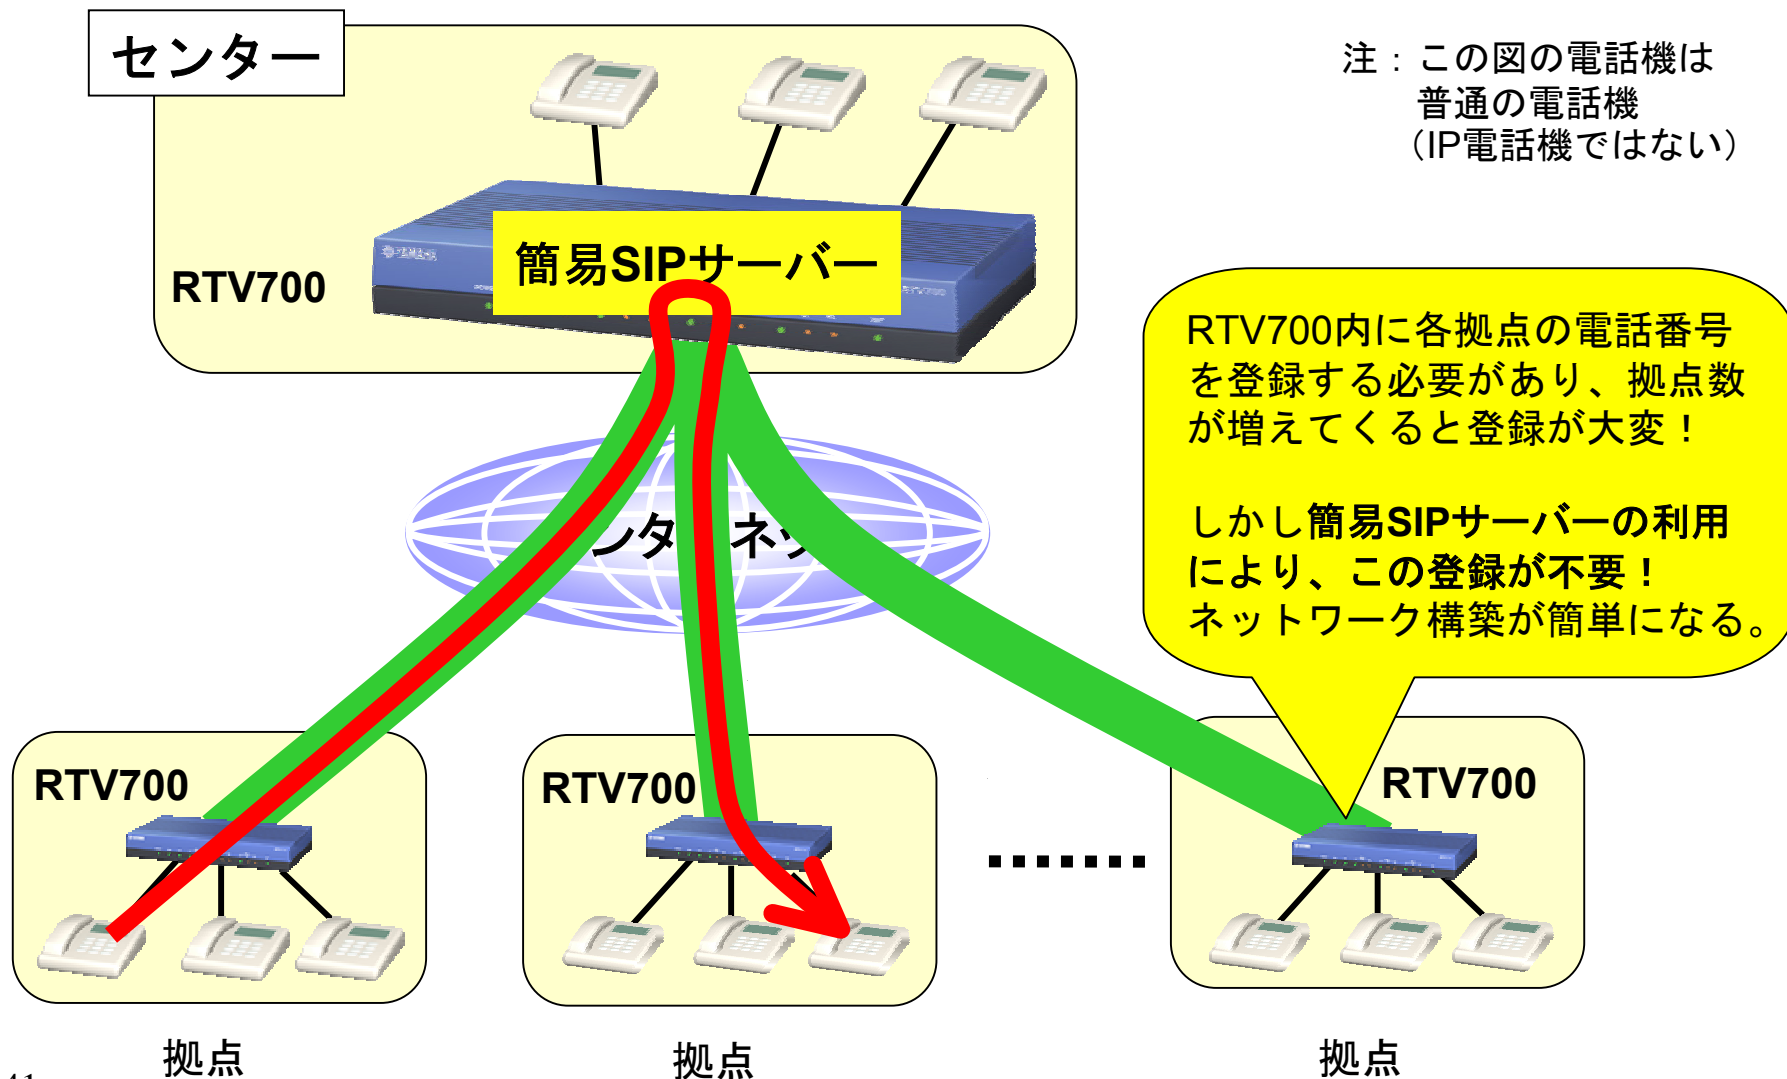 センター
注：この図の電話機は
普通の電話機
（IP電話機ではない）
YAMAHA
簡易SIPサーバー
RTV700
RTV700内に各拠点の電話番号
を登録する必要があり、拠点数
が増えてくると登録が大変！
しかし簡易SIPサーバーの利用
により、この登録が不要！
ネットワーク構築が簡単になる。
RTV700
RTV700
RTV700
拠点
拠点
拠点